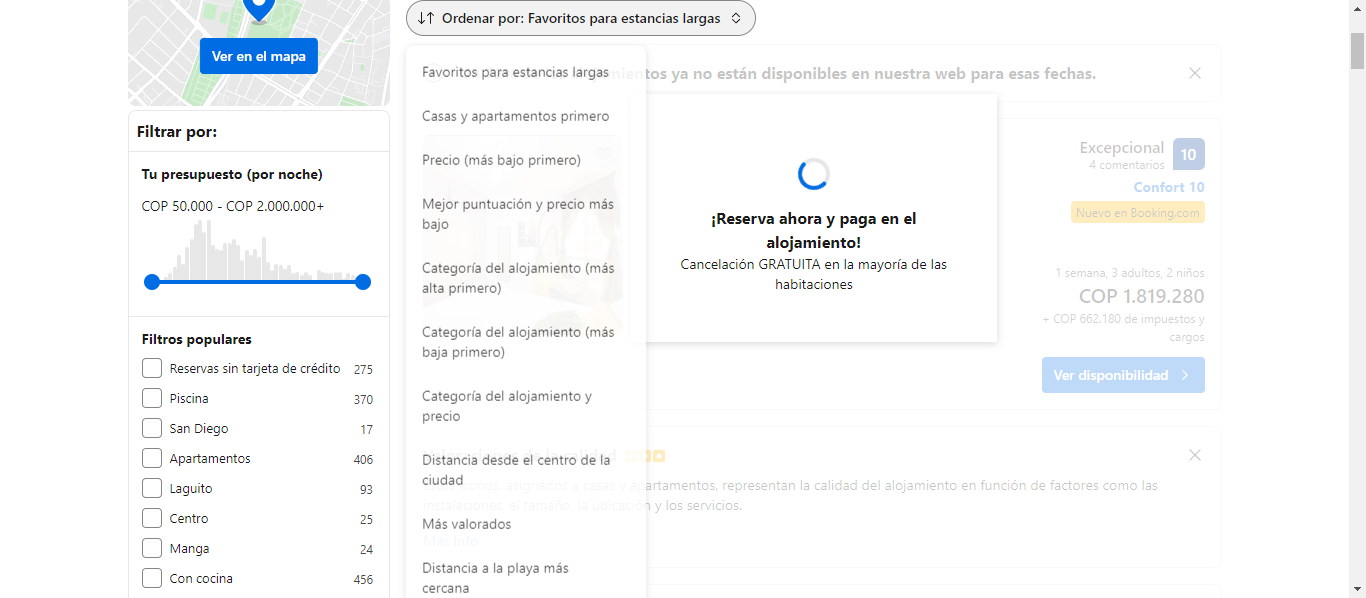 Ver en el mapa
Filtrar por:
Tu presupuesto (por noche)
COP 50.000 - COP 2.000.000+
Filtros populares
Reservas sin tarjeta de crédito 275
Piscina 370
San Diego 17
Apartamentos 406
Laguito 93
Centro 25
Manga 24
Con cocina 456
Ordenar por: Favoritos para estancias largas
Favoritos para estancias largas
Casas y apartamentos primero
Precio (más bajo primero)
Mejor puntuación y precio más
bajo
Categoría del alojamiento (más
alta primero)
Categoría del alojamiento (más
baja primero)
Categoría del alojamiento y
precio
Distancia desde el centro de la
ciudad
Más valorados
Distancia a la playa más
cercana
ya no están disponibles en nuestra web para esas fechas.
¡Reserva ahora y paga en el
alojamiento!
Cancelación GRATUITA en la mayoría de las
habitaciones
Excepcional 10
4 comentarios
Confort 10
Nuevo en Booking.com
1 semana, 3 adultos, 2 niños
COP 1.819.280
+ COP 662.180 de impuestos y
cargos
Ver disponibilidad
asignados a casas y apartamentos, representan la calidad del alojamiento en función de factores como las
instalaciones, el tamaño, la ubicación y los servicios.
Más info